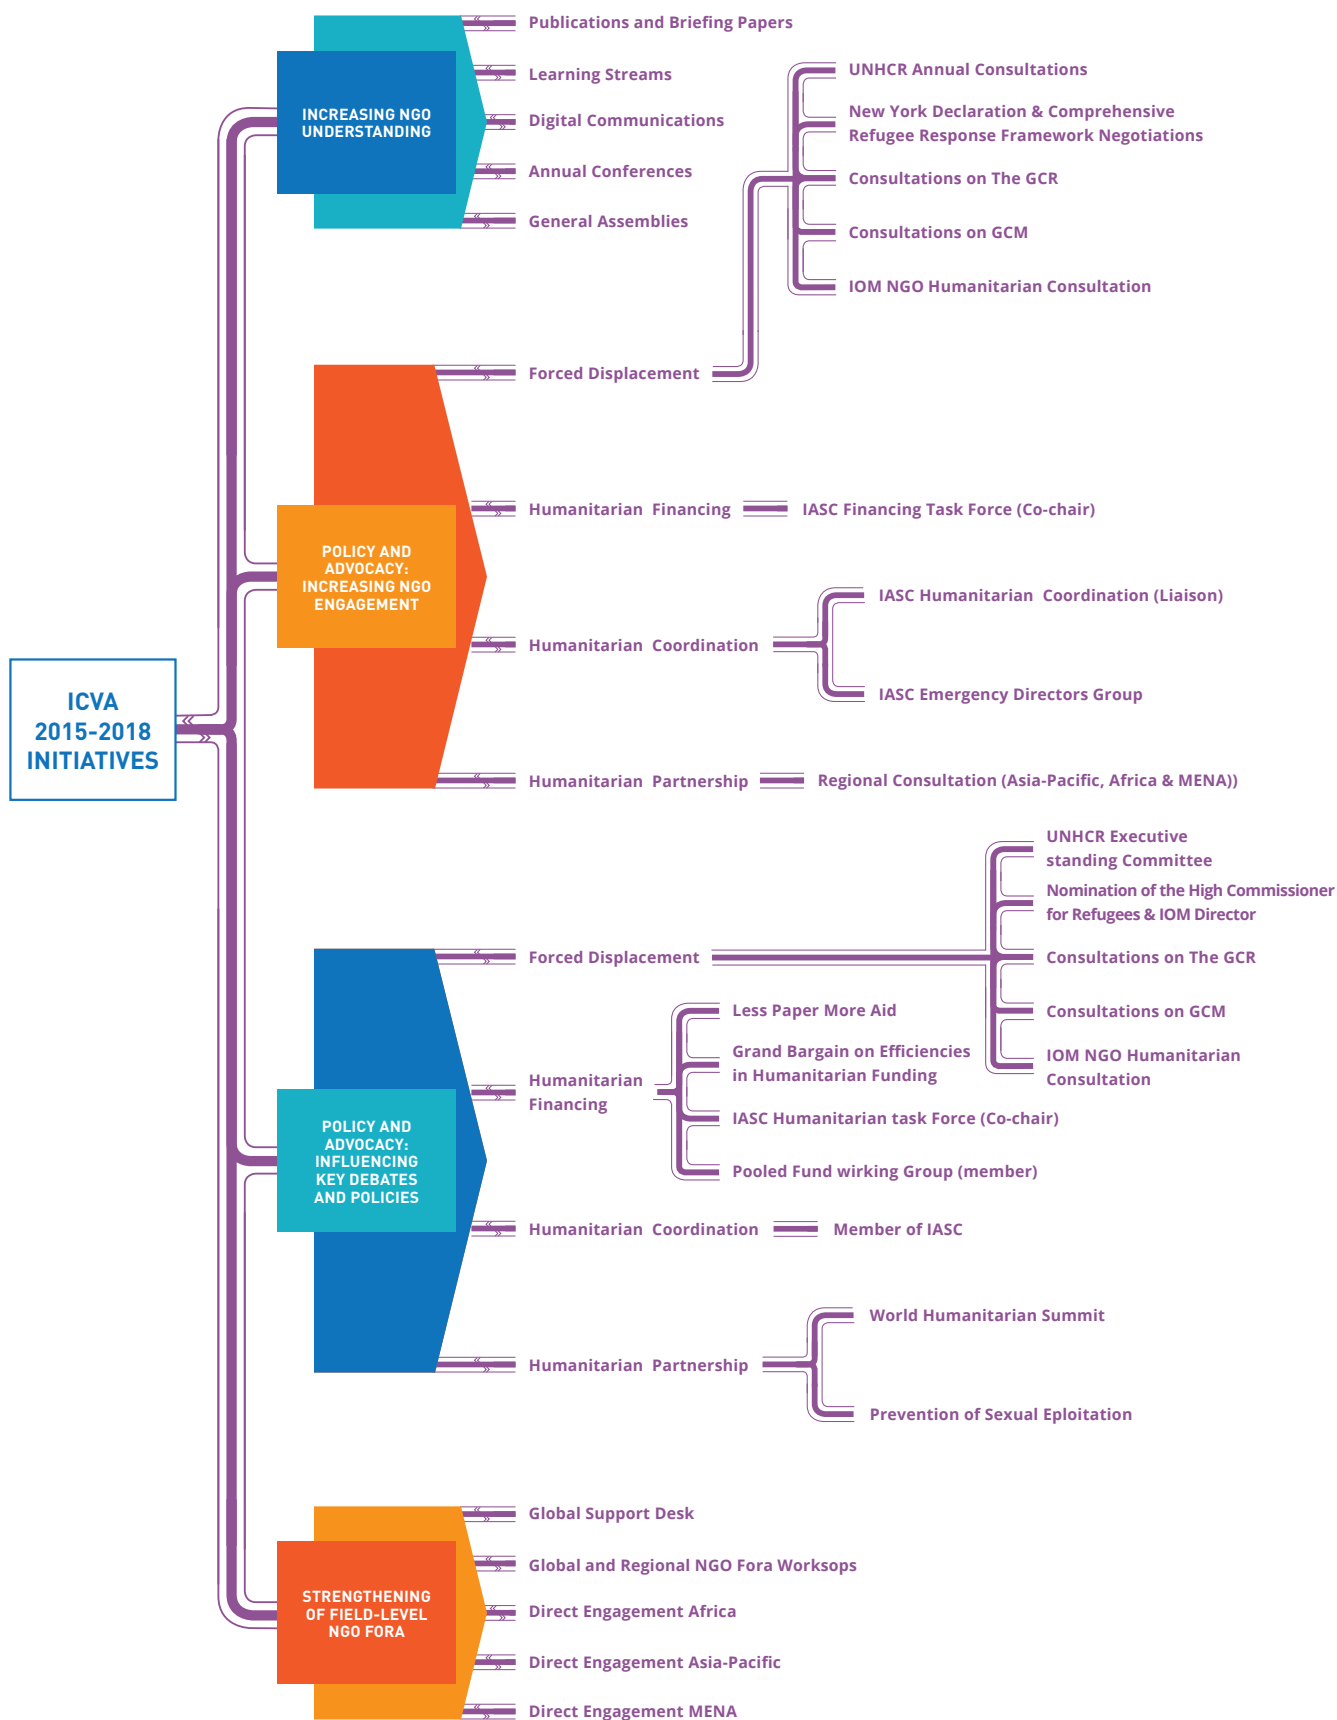 ICVA
2015-2018
INITIATIVES
INCREASING NGO
UNDERSTANDING
Publications and Briefing Papers
Learning Streams
Digital Communications
Annual Conferences
General Assemblies
POLICY AND
ADVOCACY:
INCREASING NGO
ENGAGEMENT
Forced Displacement
UNHCR Annual Consultations
New York Declaration & Comprehensive
Refugee Response Framework Negotiations
Consultations on The GCR
Consultations on GCM
IOM NGO Humanitarian Consultation
Humanitarian Financing
IASC Financing Task Force (Co-chair)
Humanitarian Coordination
IASC Humanitarian Coordination (Liaison)
IASC Emergency Directors Group
Humanitarian Partnership
Regional Consultation (Asia-Pacific, Africa & MENA))
POLICY AND
ADVOCACY:
INFLUENCING
KEY DEBATES
AND POLICIES
Forced Displacement
UNHCR Executive
standing Committee
Nomination of the High Commissioner
for Refugees & IOM Director
Consultations on The GCR
Consultations on GCM
IOM NGO Humanitarian
Consultation
Humanitarian
Financing
Less Paper More Aid
Grand Bargain on Efficiencies
in Humanitarian Funding
IASC Humanitarian task Force (Co-chair)
Pooled Fund wirking Group (member)
Humanitarian Coordination
Member of IASC
Humanitarian Partnership
World Humanitarian Summit
Prevention of Sexual Eploitation
STRENGTHENING
OF FIELD-LEVEL
NGO FORA
Global Support Desk
Global and Regional NGO Fora Worksops
Direct Engagement Africa
Direct Engagement Asia-Pacific
Direct Engagement MENA